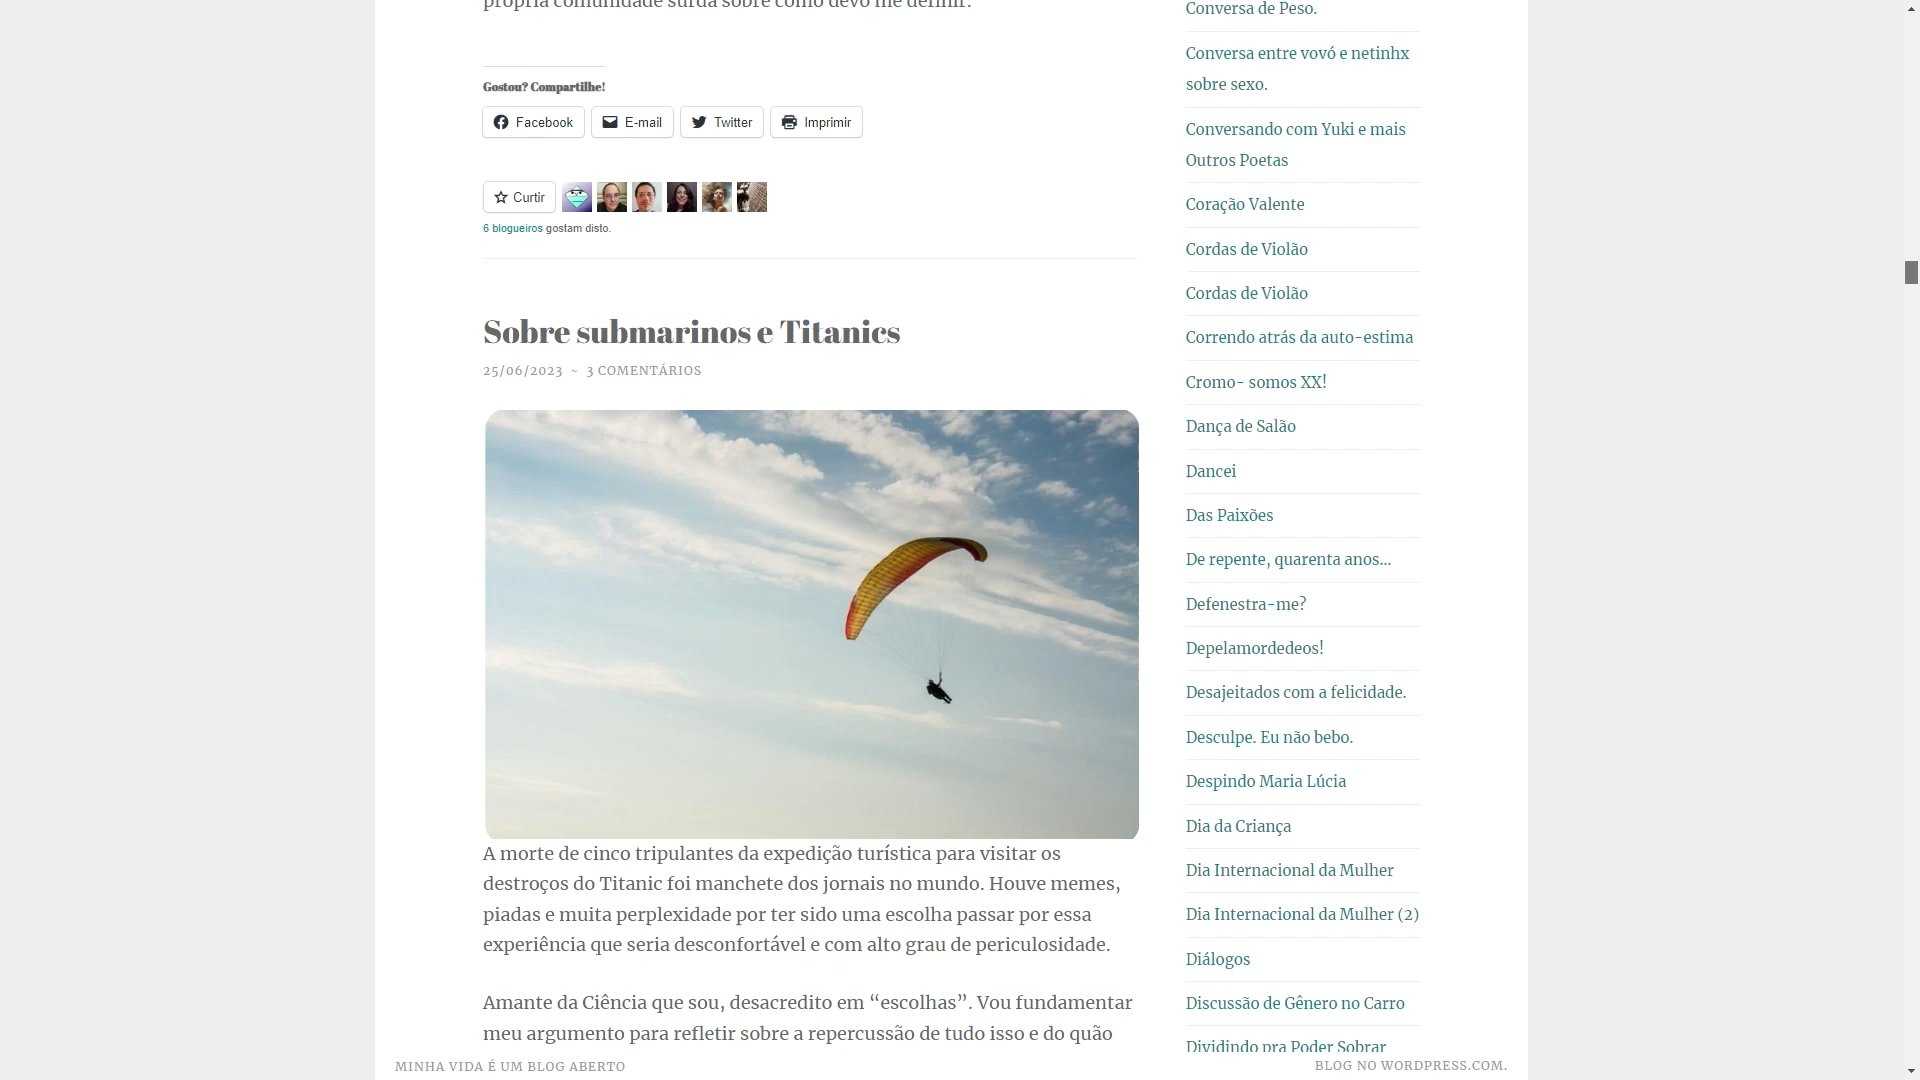 própria comunidade surda sobre como devo me definir.
Gostou? Compartilhe!
Facebook
E-mail
Twitter
Imprimir
Curtir
6 blogueiros gostam disto.
Sobre submarinos e Titanics
25/06/2023 ~ 3 COMENTÁRIOS
A morte de cinco tripulantes da expedição turística para visitar os
destroços do Titanic foi manchete dos jornais no mundo. Houve memes,
piadas e muita perplexidade por ter sido uma escolha passar por essa
experiência que seria desconfortável e com alto grau de periculosidade.
Amante da Ciência que sou, desacredito em “escolhas”. Vou fundamentar
meu argumento para refletir sobre a repercussão de tudo isso e do quão
Conversa de Peso.
Conversa entre vovó e netinhx
sobre sexo.
Conversando com Yuki e mais
Outros Poetas
Coração Valente
Cordas de Violão
Cordas de Violão
Correndo atrás da auto-estima
Cromo- somos XX!
Dança de Salão
Dancei
Das Paixões
De repente, quarenta anos…
Defenestra-me?
Depelamordedeos!
Desajeitados com a felicidade.
Desculpe. Eu não bebo.
Despindo Maria Lúcia
Dia da Criança
Dia Internacional da Mulher
Dia Internacional da Mulher (2)
Diálogos
Discussão de Gênero no Carro
Dividindo pra Poder Sobrar
MINHA VIDA É UM BLOG ABERTO
BLOG NO WORDPRESS.COM.